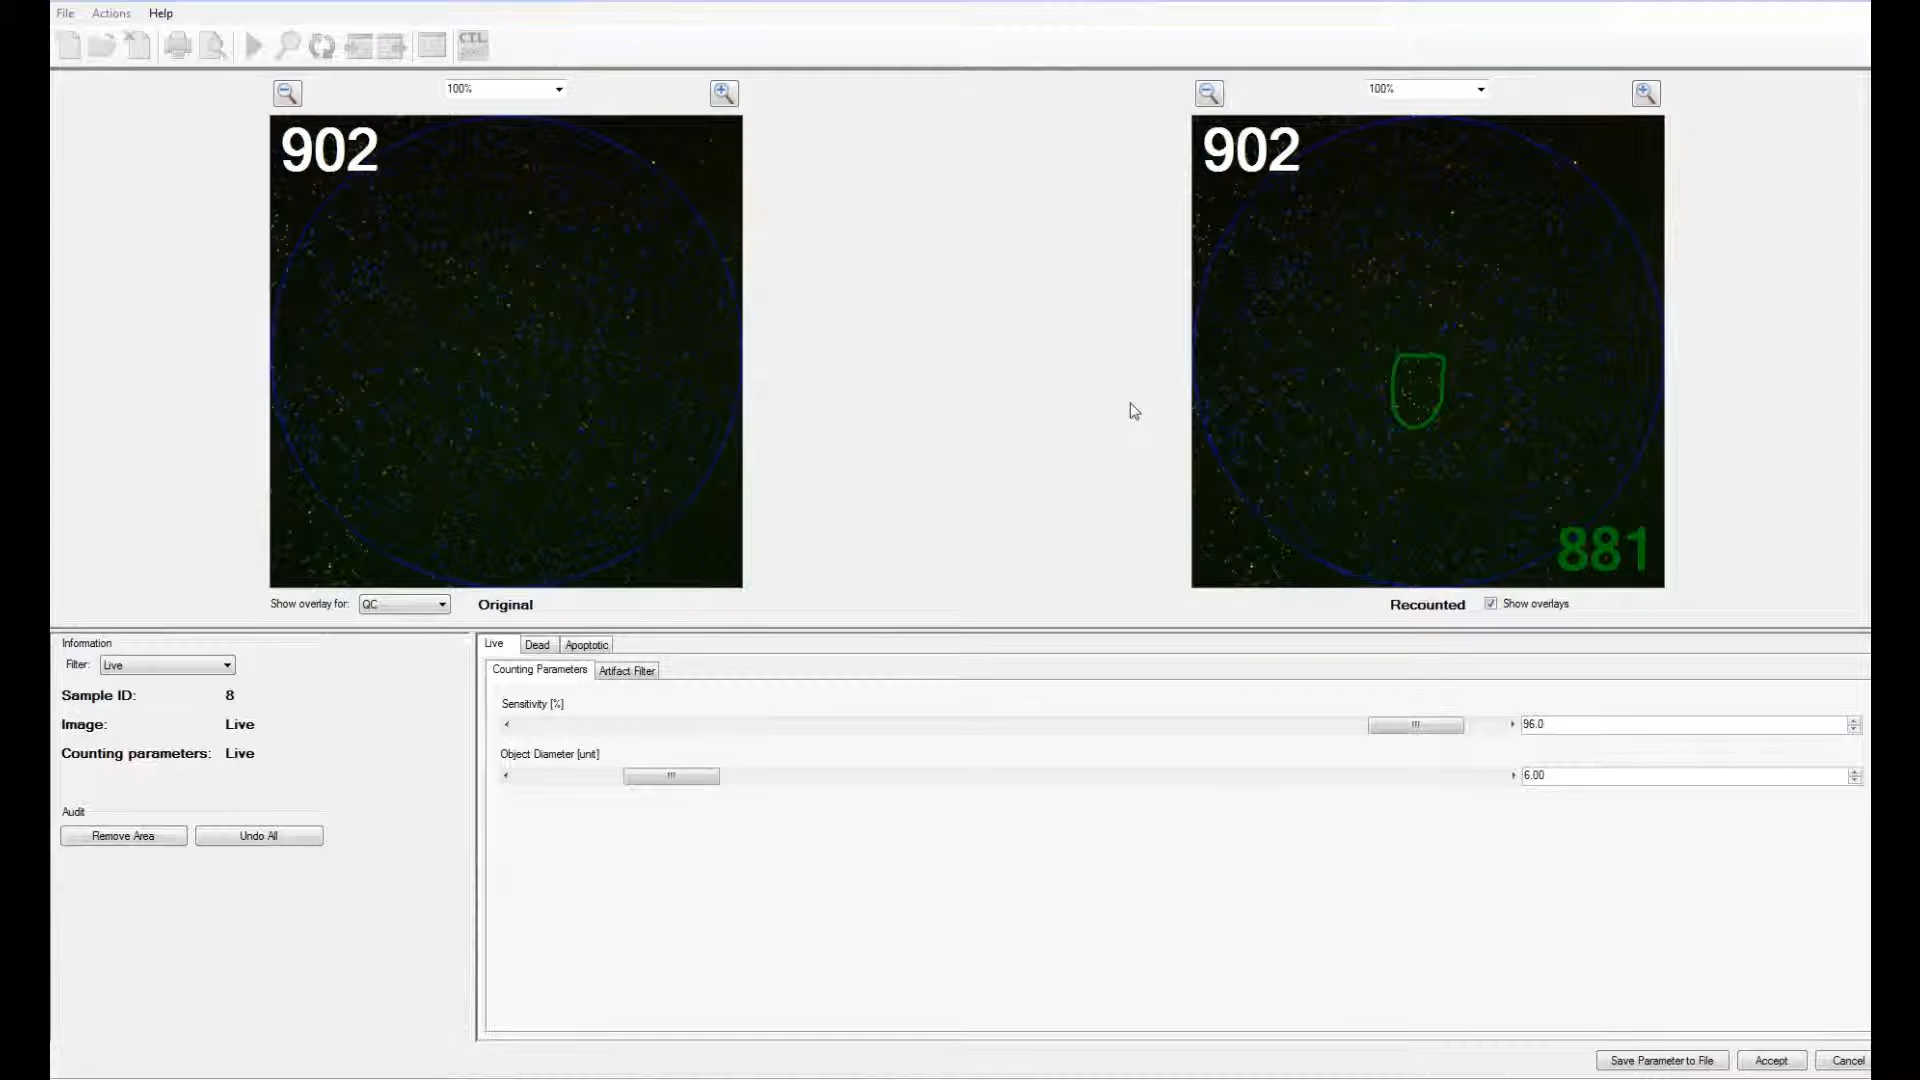 File Actions Help
CTL
100%
100%
902
902
881
Show overlay for: QC Original
Recounted Show overlays
Information
Filter: Live
Sample ID: 8
Image: Live
Counting parameters: Live
Audit
Remove Area Undo All
Live Dead Apoptotic
Counting Parameters Artifact Filter
Sensitivity [%]
96.0
Object Diameter [unit]
6.00
Save Parameter to File Accept Cancel